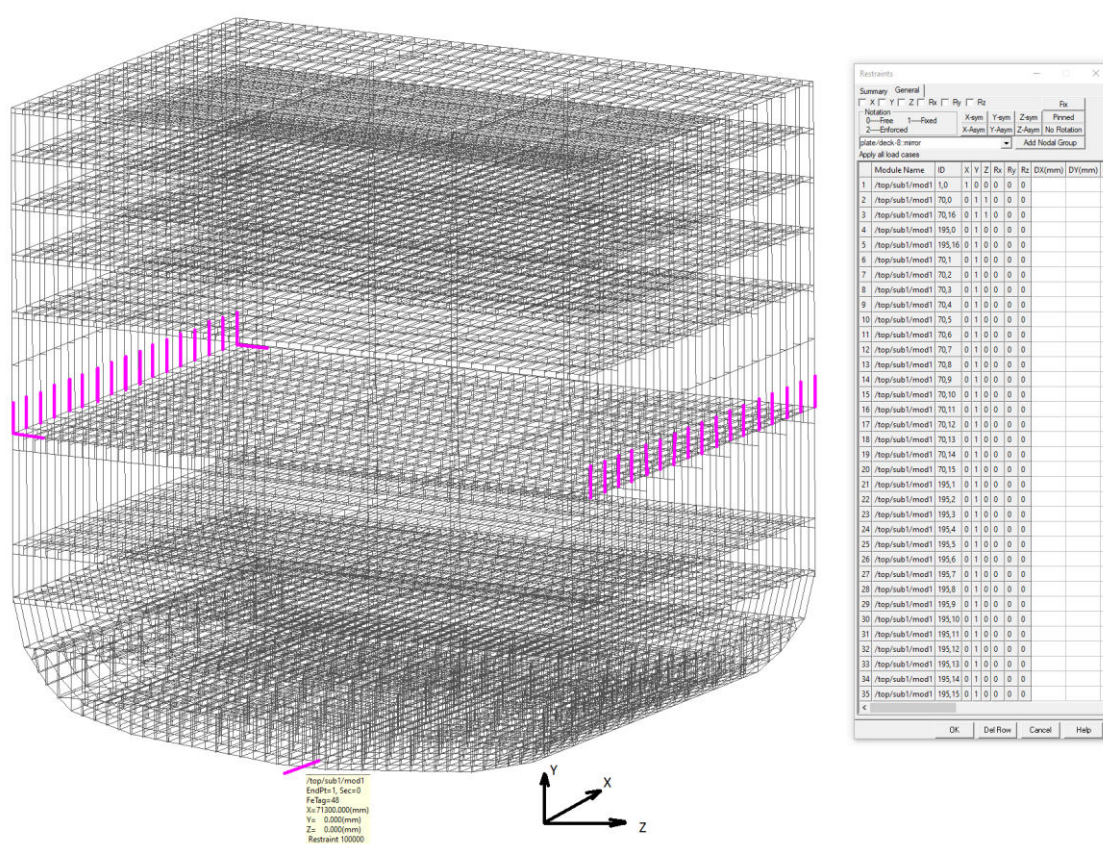 Restraints
Summary General
X Y Z Rx Ry Rz Fix
Notation
0----Free 1----Fixed
2----Enforced
X-sym Y-sym Z-sym Pinned
X-Asym Y-Asym Z-Asym No Rotation
plate/deck-8::mirror Add Nodal Group
Apply all load cases
Module Name ID X Y Z Rx Ry Rz DX(mm) DY(mm)
1 /top/sub1/mod1 1,0 1 0 0 0 0 0
2 /top/sub1/mod1 70,0 0 1 1 0 0 0
3 /top/sub1/mod1 70,16 0 1 1 0 0 0
4 /top/sub1/mod1 195,0 0 1 0 0 0 0
5 /top/sub1/mod1 195,16 0 1 0 0 0 0
6 /top/sub1/mod1 70,1 0 1 0 0 0 0
7 /top/sub1/mod1 70,2 0 1 0 0 0 0
8 /top/sub1/mod1 70,3 0 1 0 0 0 0
9 /top/sub1/mod1 70,4 0 1 0 0 0 0
10 /top/sub1/mod1 70,5 0 1 0 0 0 0
11 /top/sub1/mod1 70,6 0 1 0 0 0 0
12 /top/sub1/mod1 70,7 0 1 0 0 0 0
13 /top/sub1/mod1 70,8 0 1 0 0 0 0
14 /top/sub1/mod1 70,9 0 1 0 0 0 0
15 /top/sub1/mod1 70,10 0 1 0 0 0 0
16 /top/sub1/mod1 70,11 0 1 0 0 0 0
17 /top/sub1/mod1 70,12 0 1 0 0 0 0
18 /top/sub1/mod1 70,13 0 1 0 0 0 0
19 /top/sub1/mod1 70,14 0 1 0 0 0 0
20 /top/sub1/mod1 70,15 0 1 0 0 0 0
21 /top/sub1/mod1 195,1 0 1 0 0 0 0
22 /top/sub1/mod1 195,2 0 1 0 0 0 0
23 /top/sub1/mod1 195,3 0 1 0 0 0 0
24 /top/sub1/mod1 195,4 0 1 0 0 0 0
25 /top/sub1/mod1 195,5 0 1 0 0 0 0
26 /top/sub1/mod1 195,6 0 1 0 0 0 0
27 /top/sub1/mod1 195,7 0 1 0 0 0 0
28 /top/sub1/mod1 195,8 0 1 0 0 0 0
29 /top/sub1/mod1 195,9 0 1 0 0 0 0
30 /top/sub1/mod1 195,10 0 1 0 0 0 0
31 /top/sub1/mod1 195,11 0 1 0 0 0 0
32 /top/sub1/mod1 195,12 0 1 0 0 0 0
33 /top/sub1/mod1 195,13 0 1 0 0 0 0
34 /top/sub1/mod1 195,14 0 1 0 0 0 0
35 /top/sub1/mod1 195,15 0 1 0 0 0 0
OK Del Row Cancel Help
/top/sub1/mod1
EndPt=1, Sec=0
FeTag=48
X=71300.000(mm)
Y= 0.000(mm)
Z= 0.000(mm)
Restraint 100000
Y
X
Z